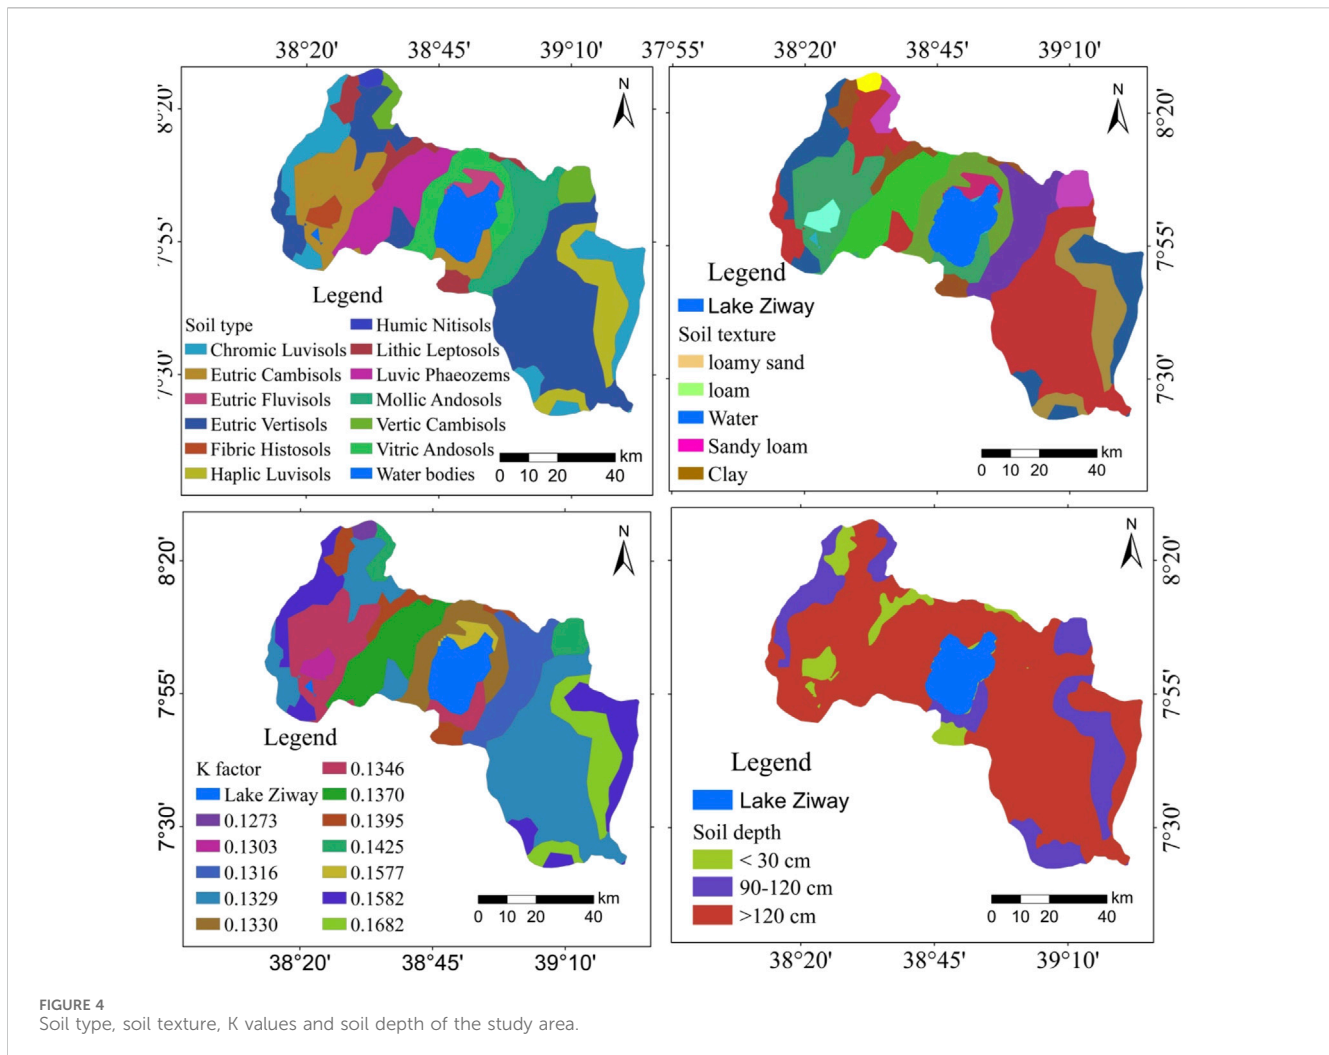 38°20' 38°45' 39°10' 37°55' 38°20' 39°10'
N
8°20'
7°55'
7°30'
Legend
Soil type
Chromic Luvisols
Eutric Cambisols
Eutric Fluvisols
Eutric Vertisols
Fibric Histosols
Haplic Luvisols
Humic Nitisols
Lithic Leptosols
Luvic Phaeozems
Mollic Andosols
Vertic Cambisols
Vitric Andosols
Water bodies
km
0 10 20 40
N
8°20'
7°55'
7°30'
Legend
Lake Ziway
Soil texture
loamy sand
loam
Water
Sandy loam
Clay
km
0 10 20 40
N
8°20'
7°55'
7°30'
Legend
K factor
Lake Ziway
0.1273
0.1303
0.1316
0.1329
0.1330
0.1346
0.1370
0.1395
0.1425
0.1577
0.1582
0.1682
km
0 10 20 40
38°20' 38°45' 39°10'
N
8°20'
7°55'
7°30'
Legend
Lake Ziway
Soil depth
< 30 cm
90-120 cm
>120 cm
km
0 10 20 40
38°20' 38°45' 39°10'
FIGURE 4
Soil type, soil texture, K values and soil depth of the study area.